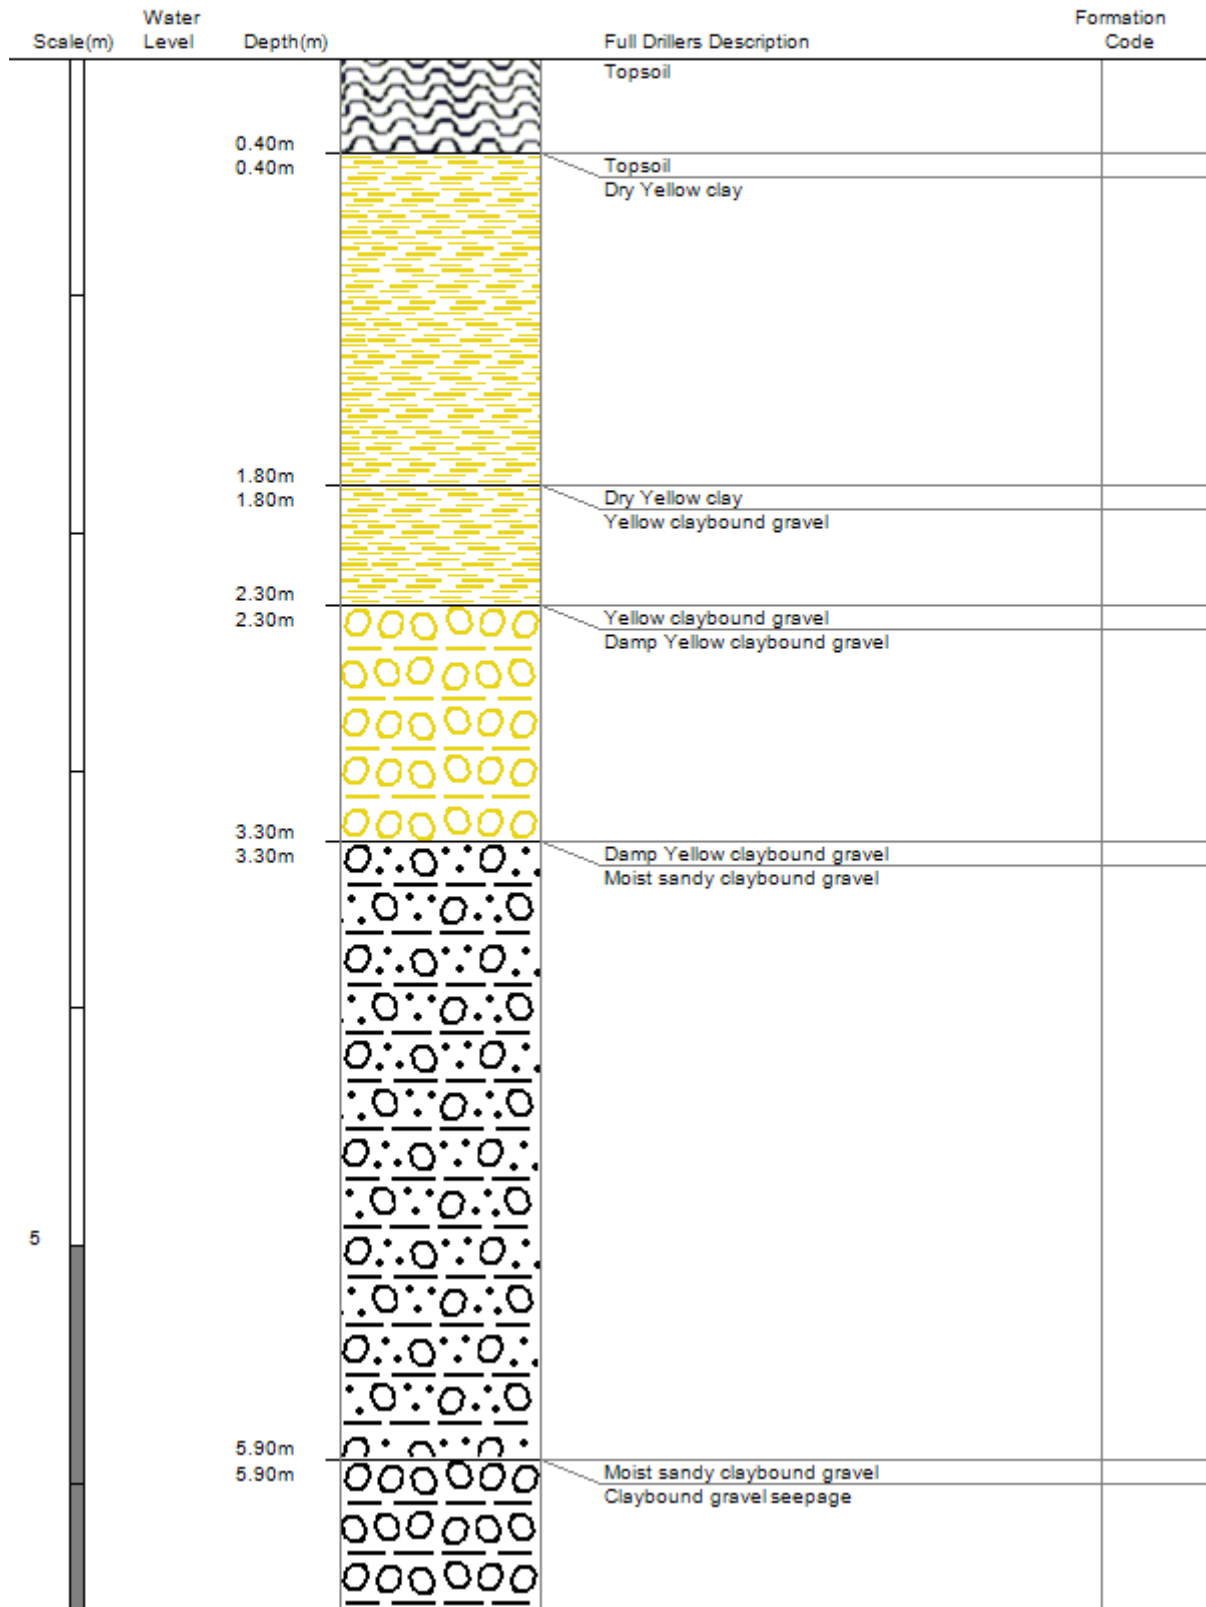 Scale(m) Water Level Depth(m) Full Drillers Description Formation Code
Topsoil
0.40m
0.40m Topsoil
Dry Yellow clay
1.80m
1.80m Dry Yellow clay
Yellow claybound gravel
2.30m
2.30m Yellow claybound gravel
Damp Yellow claybound gravel
3.30m
3.30m Damp Yellow claybound gravel
Moist sandy claybound gravel
5
5.90m
5.90m Moist sandy claybound gravel
Claybound gravel seepage